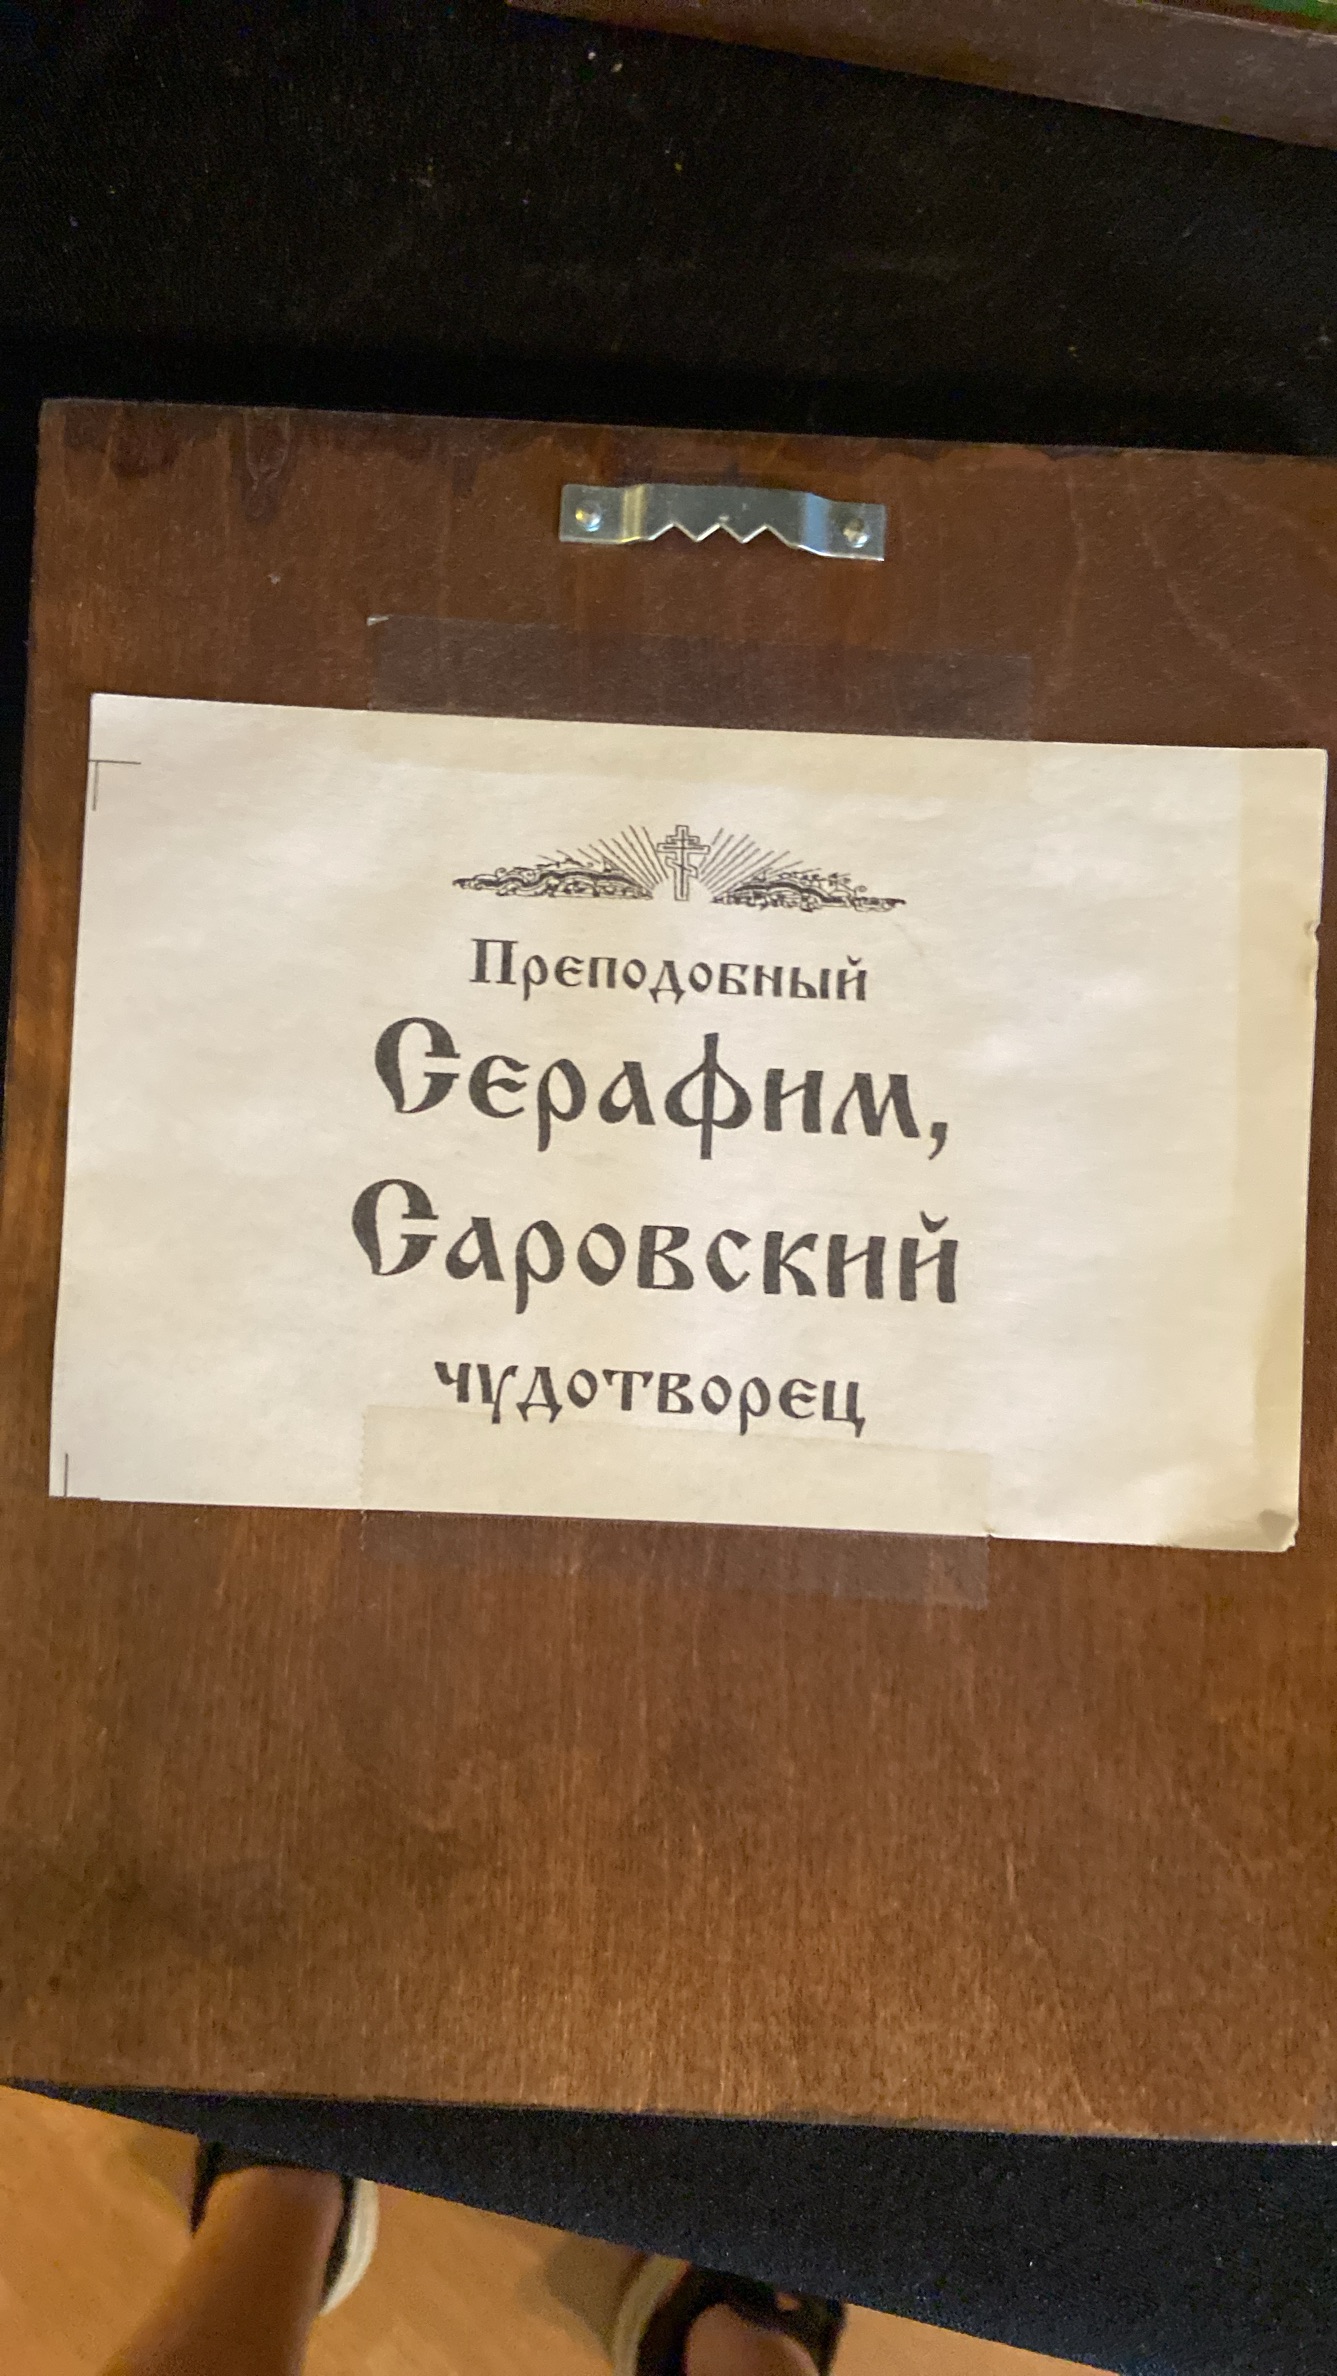 Преподобный
Серафим,
Саровский
чудотворец